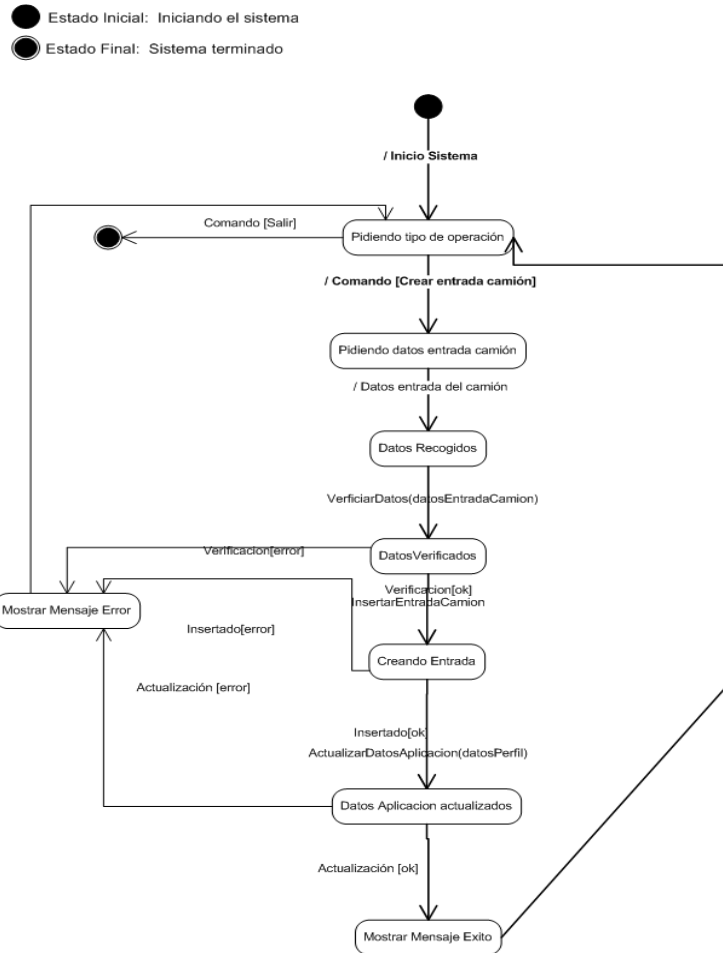 Estado Inicial: Iniciando el sistema
Estado Final: Sistema terminado
/ Inicio Sistema
Comando [Salir]
Pidiendo tipo de operación
/ Comando [Crear entrada camión]
Pidiendo datos entrada camión
/ Datos entrada del camión
Datos Recogidos
VerficiarDatos(datosEntradaCamion)
Verificacion[error]
DatosVerificados
Verificacion[ok]
InsertarEntradaCamion
Mostrar Mensaje Error
Insertado[error]
Creando Entrada
Actualización [error]
Insertado[ok]
ActualizarDatosAplicacion(datosPerfil)
Datos Aplicacion actualizados
Actualización [ok]
Mostrar Mensaje Exito